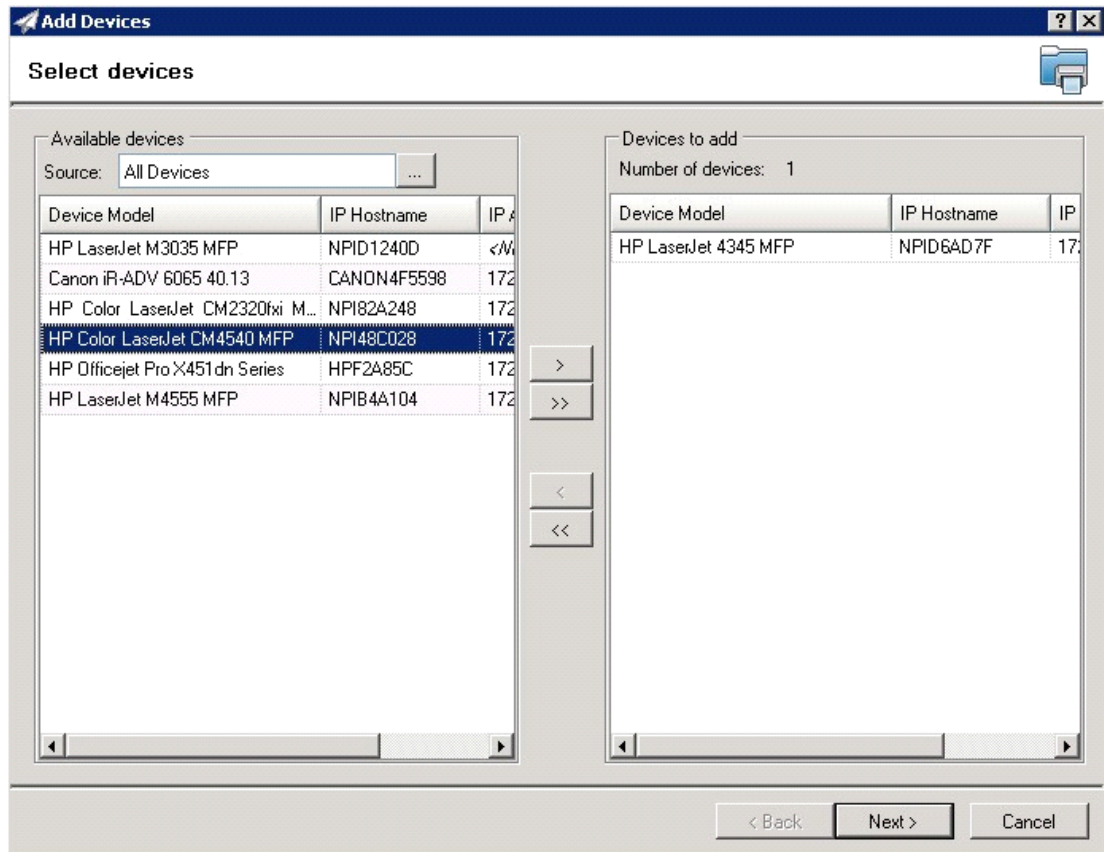 Add Devices
Select devices
Available devices
Source: All Devices ...
Device Model IP Hostname IP
HP LaserJet M3035 MFP NPID1240D
Canon iR-ADV 6065 40.13 CANON4F5598 172
HP Color LaserJet CM2320fxi M... NPI82A248 172
HP Color LaserJet CM4540 MFP NPI48C028 172
HP Officejet Pro X451dn Series HPF2A85C 172
HP LaserJet M4555 MFP NPIB4A104 172
>
>>
<
<<
Devices to add
Number of devices: 1
Device Model IP Hostname IP
HP LaserJet 4345 MFP NPID6AD7F 17
< Back Next > Cancel